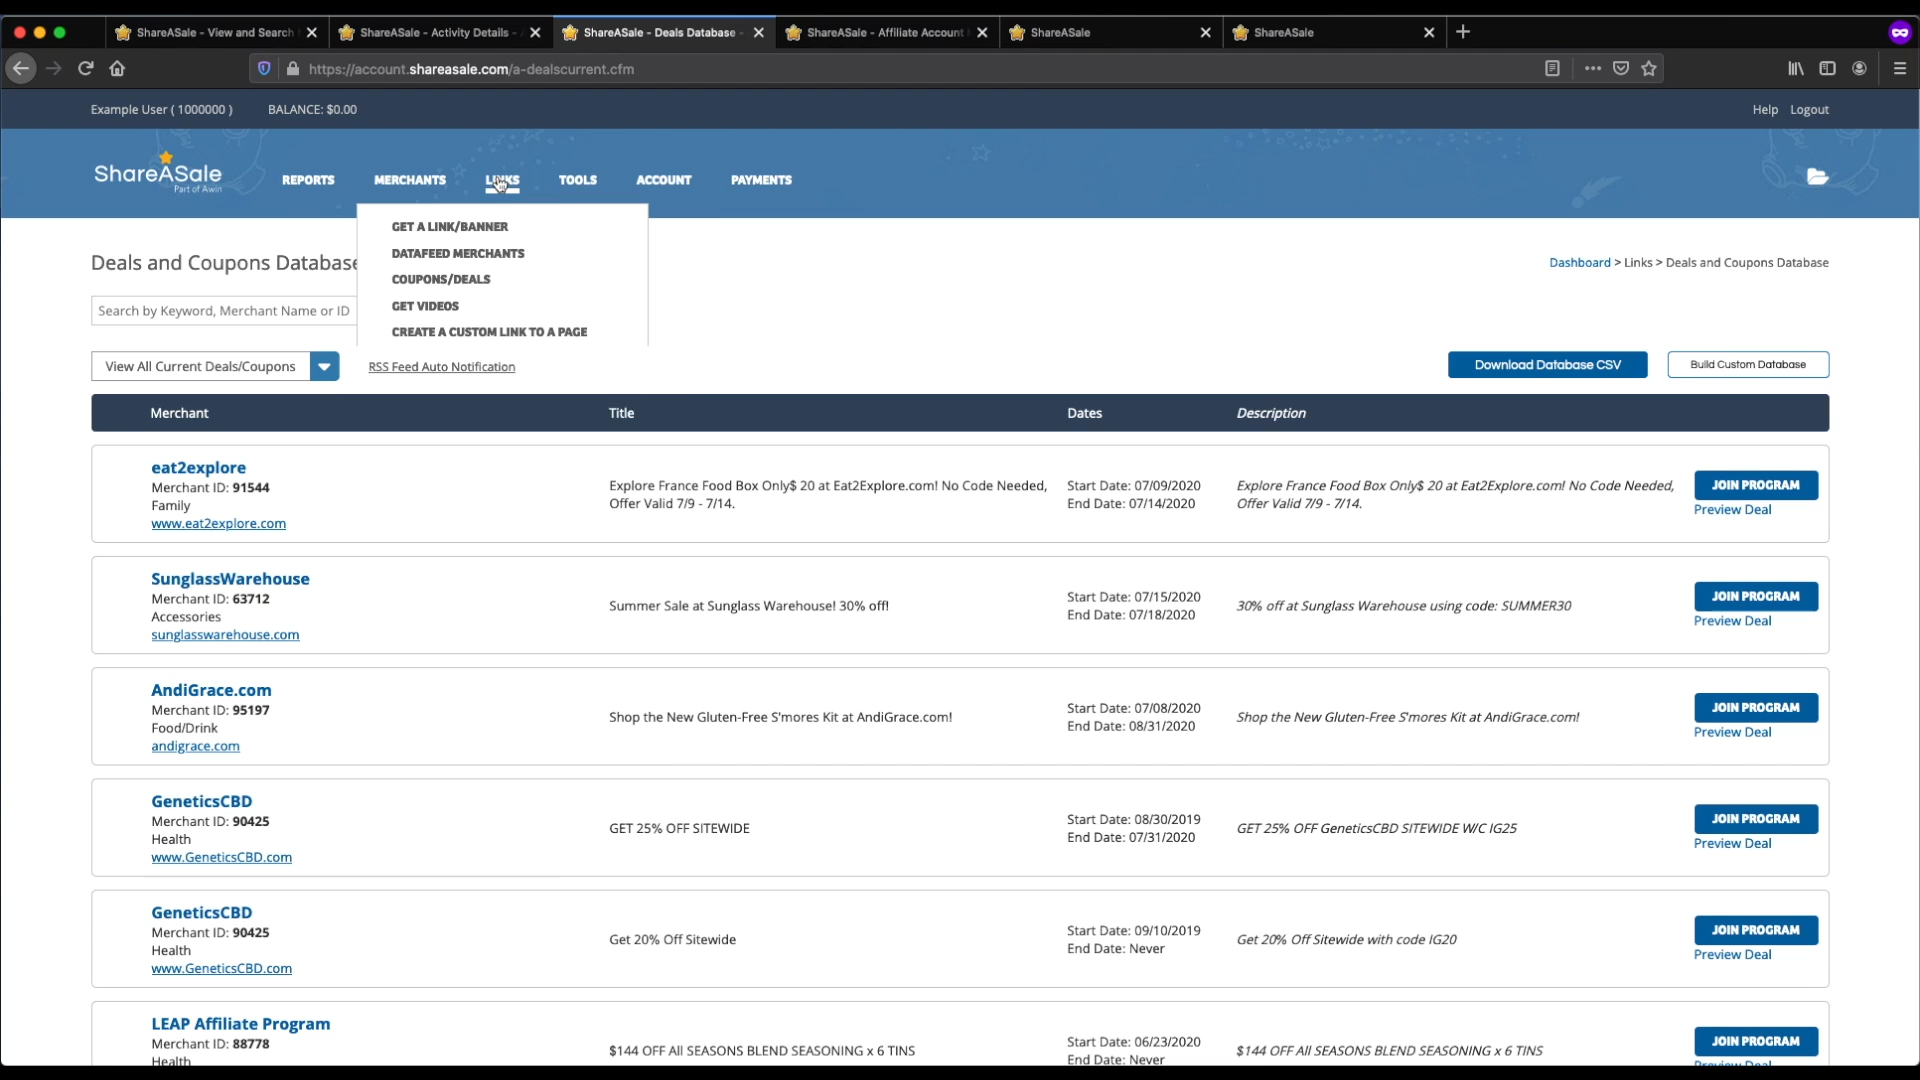 ShareASale - View and Search
ShareASale - Activity Details -
ShareASale - Deals Database -
ShareASale - Affiliate Account
ShareASale
ShareASale
https://account.shareasale.com/a-dealscurrent.cfm
Example User ( 1000000 )
BALANCE: $0.00
Help
Logout
ShareASale
Part of Awin
REPORTS
MERCHANTS
LINKS
TOOLS
ACCOUNT
PAYMENTS
GET A LINK/BANNER
DATAFEED MERCHANTS
COUPONS/DEALS
GET VIDEOS
CREATE A CUSTOM LINK TO A PAGE
Deals and Coupons Database
Dashboard > Links > Deals and Coupons Database
Search by Keyword, Merchant Name or ID
View All Current Deals/Coupons
RSS Feed Auto Notification
Download Database CSV
Build Custom Database
Merchant
Title
Dates
Description
eat2explore
Merchant ID: 91544
Family
www.eat2explore.com
Explore France Food Box Only$ 20 at Eat2Explore.com! No Code Needed,
Offer Valid 7/9 - 7/14.
Start Date: 07/09/2020
End Date: 07/14/2020
Explore France Food Box Only$ 20 at Eat2Explore.com! No Code Needed,
Offer Valid 7/9 - 7/14.
JOIN PROGRAM
Preview Deal
SunglassWarehouse
Merchant ID: 63712
Accessories
sunglasswarehouse.com
Summer Sale at Sunglass Warehouse! 30% off!
Start Date: 07/15/2020
End Date: 07/18/2020
30% off at Sunglass Warehouse using code: SUMMER30
JOIN PROGRAM
Preview Deal
AndiGrace.com
Merchant ID: 95197
Food/Drink
andigrace.com
Shop the New Gluten-Free S'mores Kit at AndiGrace.com!
Start Date: 07/08/2020
End Date: 08/31/2020
Shop the New Gluten-Free S'mores Kit at AndiGrace.com!
JOIN PROGRAM
Preview Deal
GeneticsCBD
Merchant ID: 90425
Health
www.GeneticsCBD.com
GET 25% OFF SITEWIDE
Start Date: 08/30/2019
End Date: 07/31/2020
GET 25% OFF GeneticsCBD SITEWIDE W/C IG25
JOIN PROGRAM
Preview Deal
GeneticsCBD
Merchant ID: 90425
Health
www.GeneticsCBD.com
Get 20% Off Sitewide
Start Date: 09/10/2019
End Date: Never
Get 20% Off Sitewide with code IG20
JOIN PROGRAM
Preview Deal
LEAP Affiliate Program
Merchant ID: 88778
Health
$144 OFF All SEASONS BLEND SEASONING x 6 TINS
Start Date: 06/23/2020
End Date: Never
$144 OFF All SEASONS BLEND SEASONING x 6 TINS
JOIN PROGRAM
Preview Deal